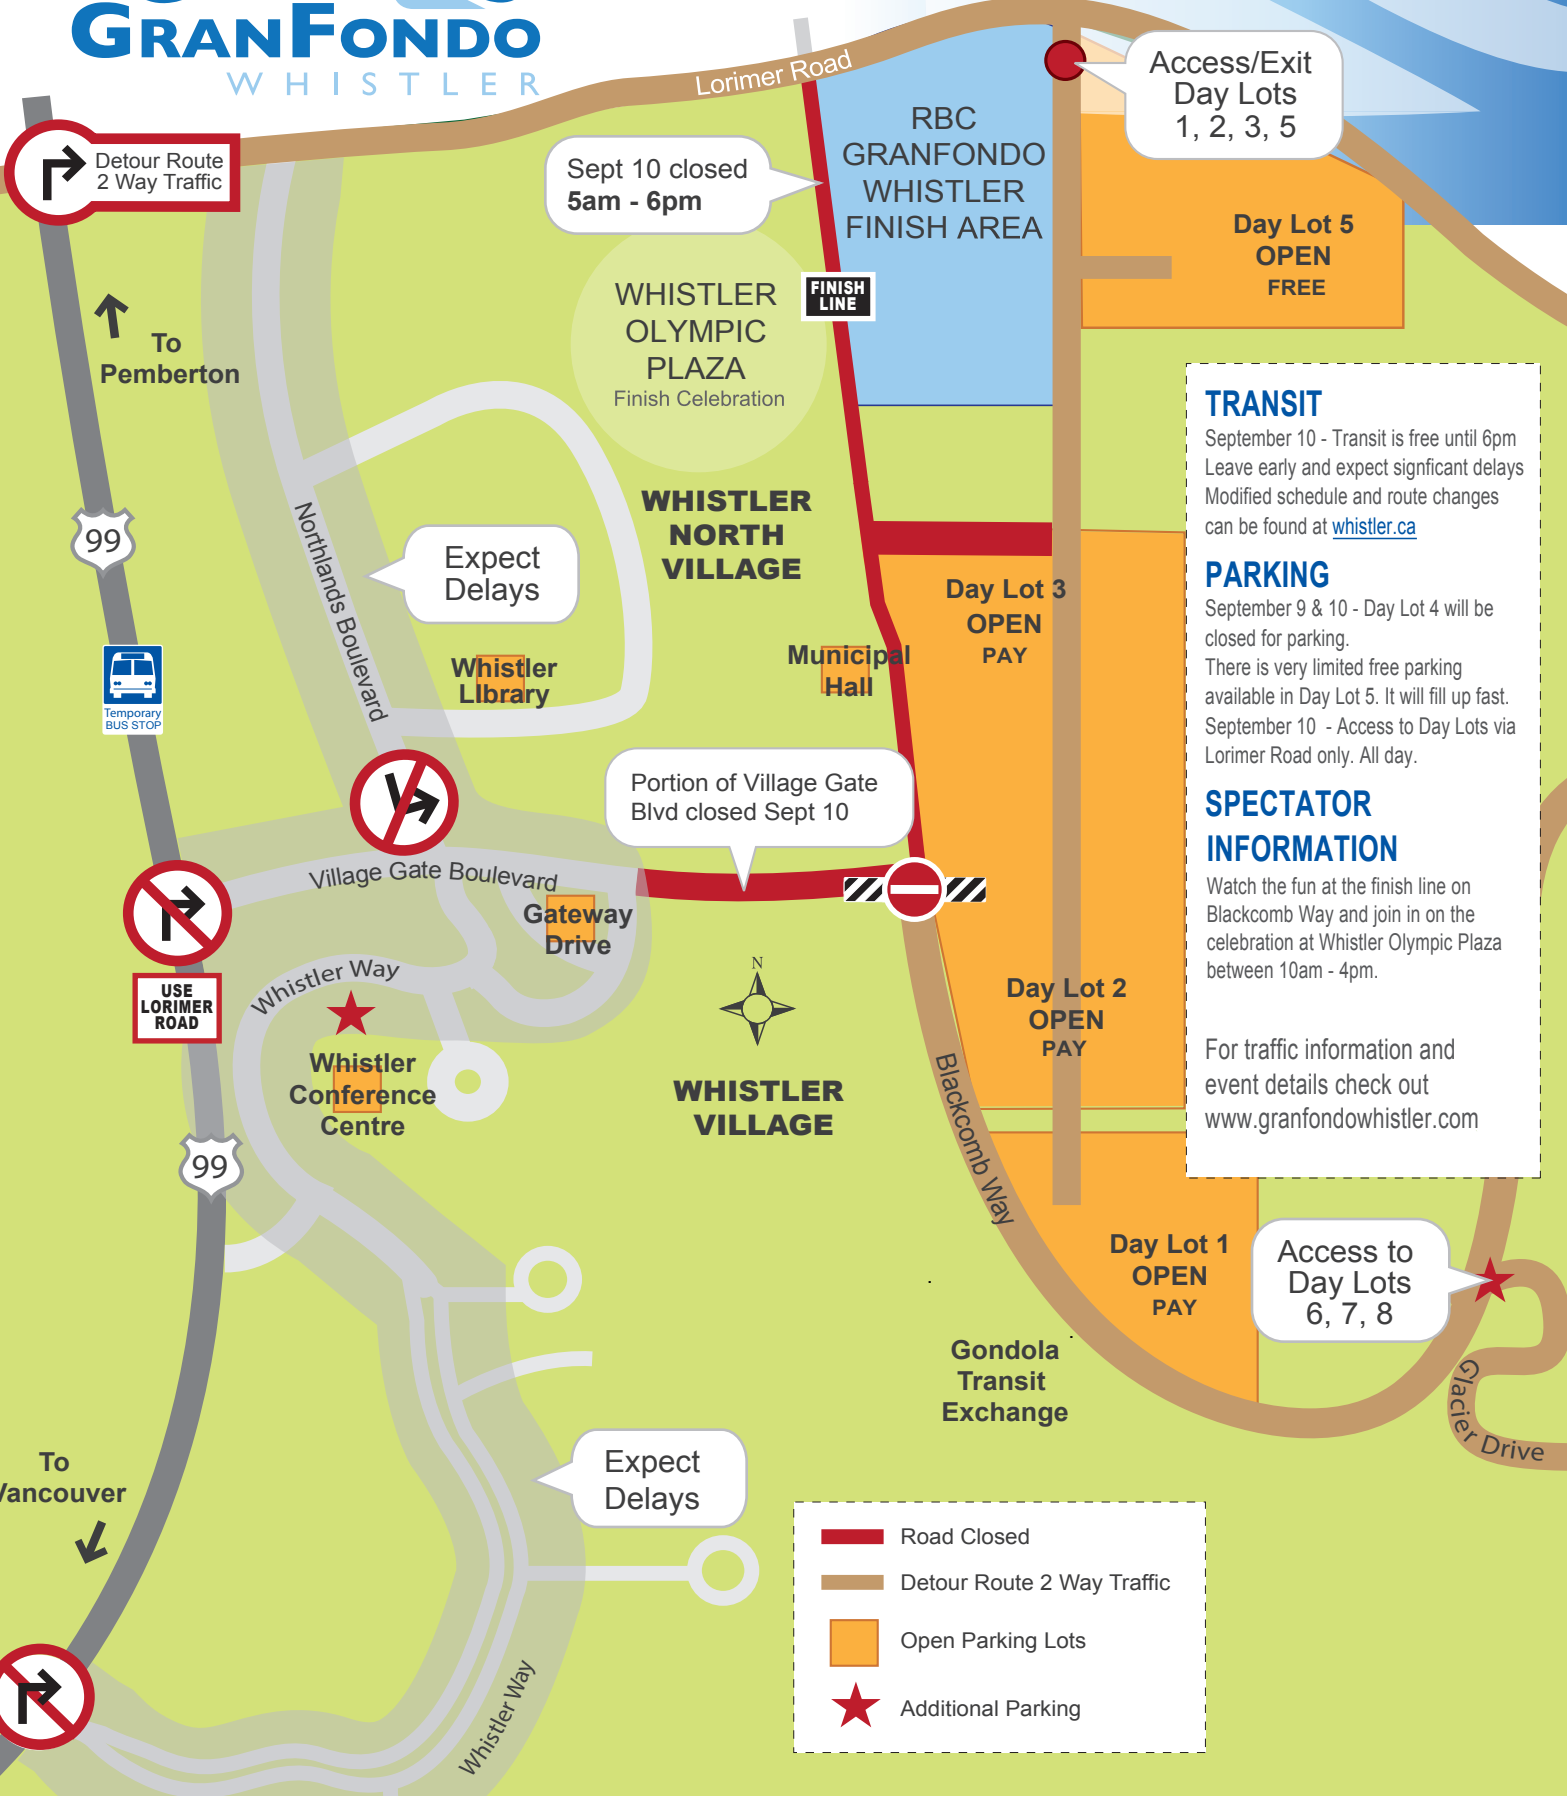 GRANFONDO
WHISTLER
Lorimer Road
Access/Exit
Day Lots
1, 2, 3, 5
Detour Route
2 Way Traffic
Sept 10 closed
5am - 6pm
RBC
GRANFONDO
WHISTLER
FINISH AREA
Day Lot 5
OPEN
FREE
FINISH
LINE
WHISTLER
OLYMPIC
PLAZA
Finish Celebration
To
Pemberton
TRANSIT
September 10 - Transit is free until 6pm
Leave early and expect signficant delays
Modified schedule and route changes
can be found at whistler.ca
PARKING
September 9 & 10 - Day Lot 4 will be
closed for parking.
There is very limited free parking
available in Day Lot 5. It will fill up fast.
September 10 - Access to Day Lots via
Lorimer Road only. All day.
SPECTATOR
INFORMATION
Watch the fun at the finish line on
Blackcomb Way and join in on the
celebration at Whistler Olympic Plaza
between 10am - 4pm.
For traffic information and
event details check out
www.granfondowhistler.com
WHISTLER
NORTH
VILLAGE
99
Northlands Boulevard
Expect
Delays
Day Lot 3
OPEN
PAY
Whistler
LIbrary
Municipal
Hall
Temporary
BUS STOP
Portion of Village Gate
Blvd closed Sept 10
Village Gate Boulevard
Gateway
Drive
Whistler Way
USE
LORIMER
ROAD
N
Day Lot 2
OPEN
PAY
Whistler
Conference
Centre
WHISTLER
VILLAGE
Blackcomb Way
99
Day Lot 1
OPEN
PAY
Access to
Day Lots
6, 7, 8
Gondola
Transit
Exchange
Glacier Drive
To
Vancouver
Expect
Delays
Whistler Way
Road Closed
Detour Route 2 Way Traffic
Open Parking Lots
Additional Parking